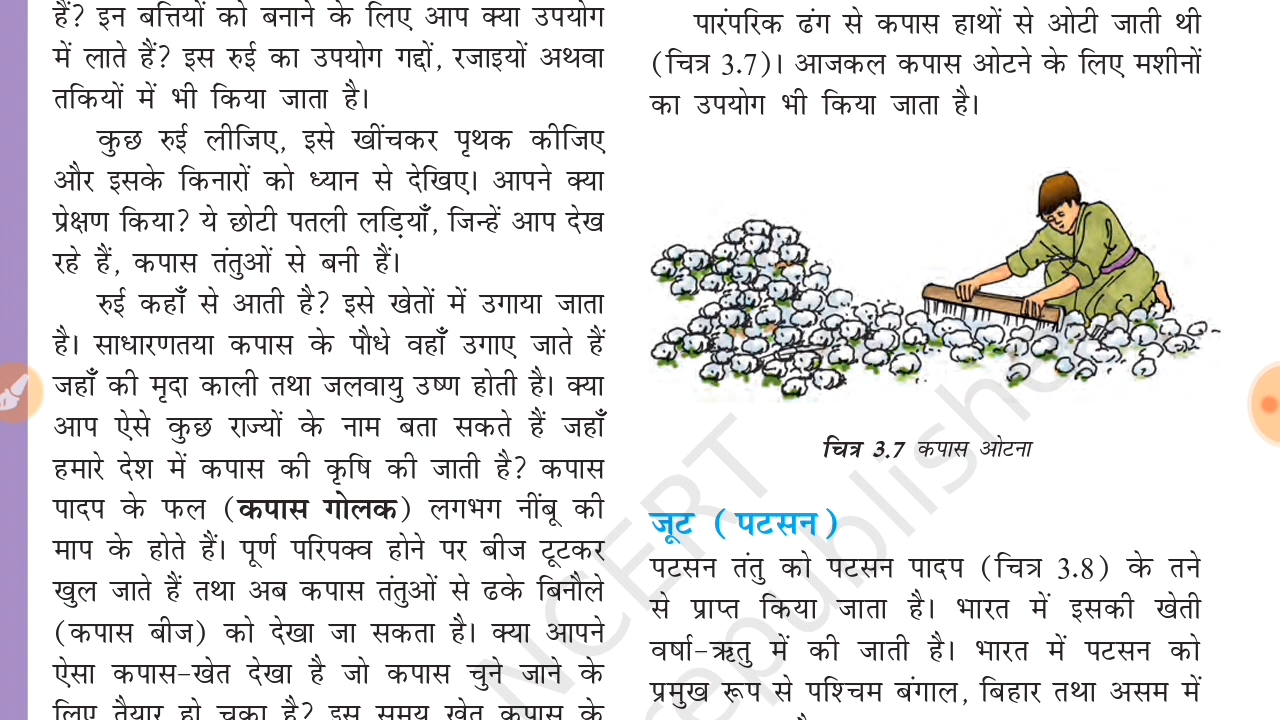 हैं? इन बत्तियों को बनाने के लिए आप क्या उपयोग
में लाते हैं? इस रुई का उपयोग गद्दों, रजाइयों अथवा
तकियों में भी किया जाता है।
कुछ रुई लीजिए, इसे खींचकर पृथक कीजिए
और इसके किनारों को ध्यान से देखिए। आपने क्या
प्रेक्षण किया? ये छोटी पतली लड़ियाँ, जिन्हें आप देख
रहे हैं, कपास तंतुओं से बनी हैं।
रुई कहाँ से आती है? इसे खेतों में उगाया जाता
है। साधारणतया कपास के पौधे वहाँ उगाए जाते हैं
जहाँ की मृदा काली तथा जलवायु उष्ण होती है। क्या
आप ऐसे कुछ राज्यों के नाम बता सकते हैं जहाँ
हमारे देश में कपास की कृषि की जाती है? कपास
पादप के फल (कपास गोलक) लगभग नींबू की
माप के होते हैं। पूर्ण परिपक्व होने पर बीज टूटकर
खुल जाते हैं तथा अब कपास तंतुओं से ढके बिनौले
(कपास बीज) को देखा जा सकता है। क्या आपने
ऐसा कपास-खेत देखा है जो कपास चुने जाने के
लिए तैयार हो चुका है? इस समय खेत कपास के
पारंपरिक ढंग से कपास हाथों से ओटी जाती थी
(चित्र 3.7)। आजकल कपास ओटने के लिए मशीनों
का उपयोग भी किया जाता है।
चित्र 3.7 कपास ओटना
जूट (पटसन)
पटसन तंतु को पटसन पादप (चित्र 3.8) के तने
से प्राप्त किया जाता है। भारत में इसकी खेती
वर्षा-ऋतु में की जाती है। भारत में पटसन को
प्रमुख रूप से पश्चिम बंगाल, बिहार तथा असम में
NCERT
republishe